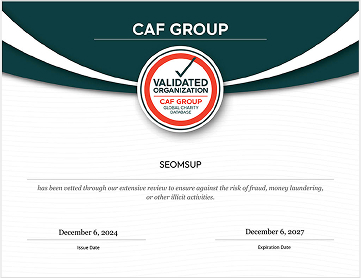 CAF GROUP
VALIDATED
ORGANIZATION
CAF GROUP
GLOBAL CHARITY
DATABASE
SEOMSUP
has been vetted through our extensive review to ensure against the risk of fraud, money laundering,
or other illicit activities.
December 6, 2024
December 6, 2027
Issue Date
Expiration Date